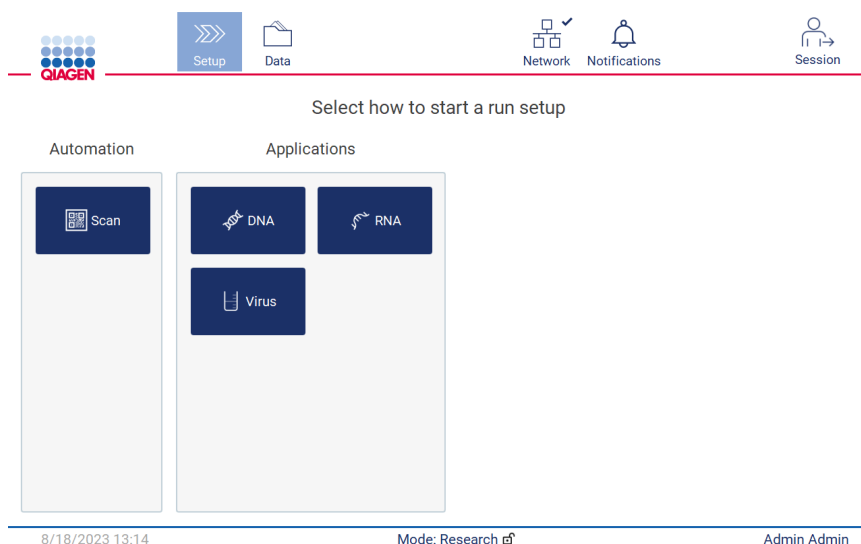 QIAGEN
Setup
Data
Network
Notifications
Session
Select how to start a run setup
Automation
Applications
Scan
DNA
RNA
Virus
8/18/2023 13:14
Mode: Research
Admin Admin